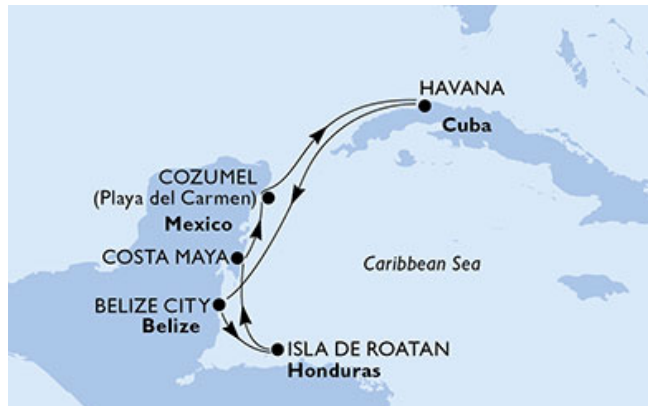 HAVANA
Cuba
COZUMEL
(Playa del Carmen)
Mexico
COSTA MAYA
Caribbean Sea
BELIZE CITY
Belize
ISLA DE ROATAN
Honduras